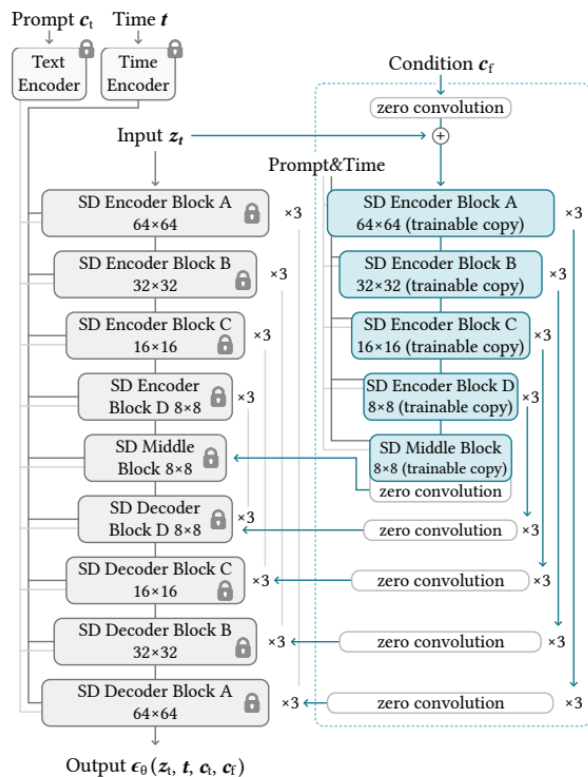 Prompt cₜ
Time t
Text
Encoder
Time
Encoder
Input zₜ
SD Encoder Block A
64×64
×3
SD Encoder Block B
32×32
×3
SD Encoder Block C
16×16
×3
SD Encoder
Block D 8×8
×3
SD Middle
Block 8×8
SD Decoder
Block D 8×8
×3
SD Decoder Block C
16×16
×3
SD Decoder Block B
32×32
×3
SD Decoder Block A
64×64
×3
Output ϵ_θ(zₜ, t, cₜ, c_f)
Condition c_f
zero convolution
+
Prompt&Time
SD Encoder Block A
64×64 (trainable copy)
×3
SD Encoder Block B
32×32 (trainable copy)
×3
SD Encoder Block C
16×16 (trainable copy)
×3
SD Encoder Block D
8×8 (trainable copy)
×3
SD Middle Block
8×8 (trainable copy)
zero convolution
zero convolution
×3
zero convolution
×3
zero convolution
×3
zero convolution
×3